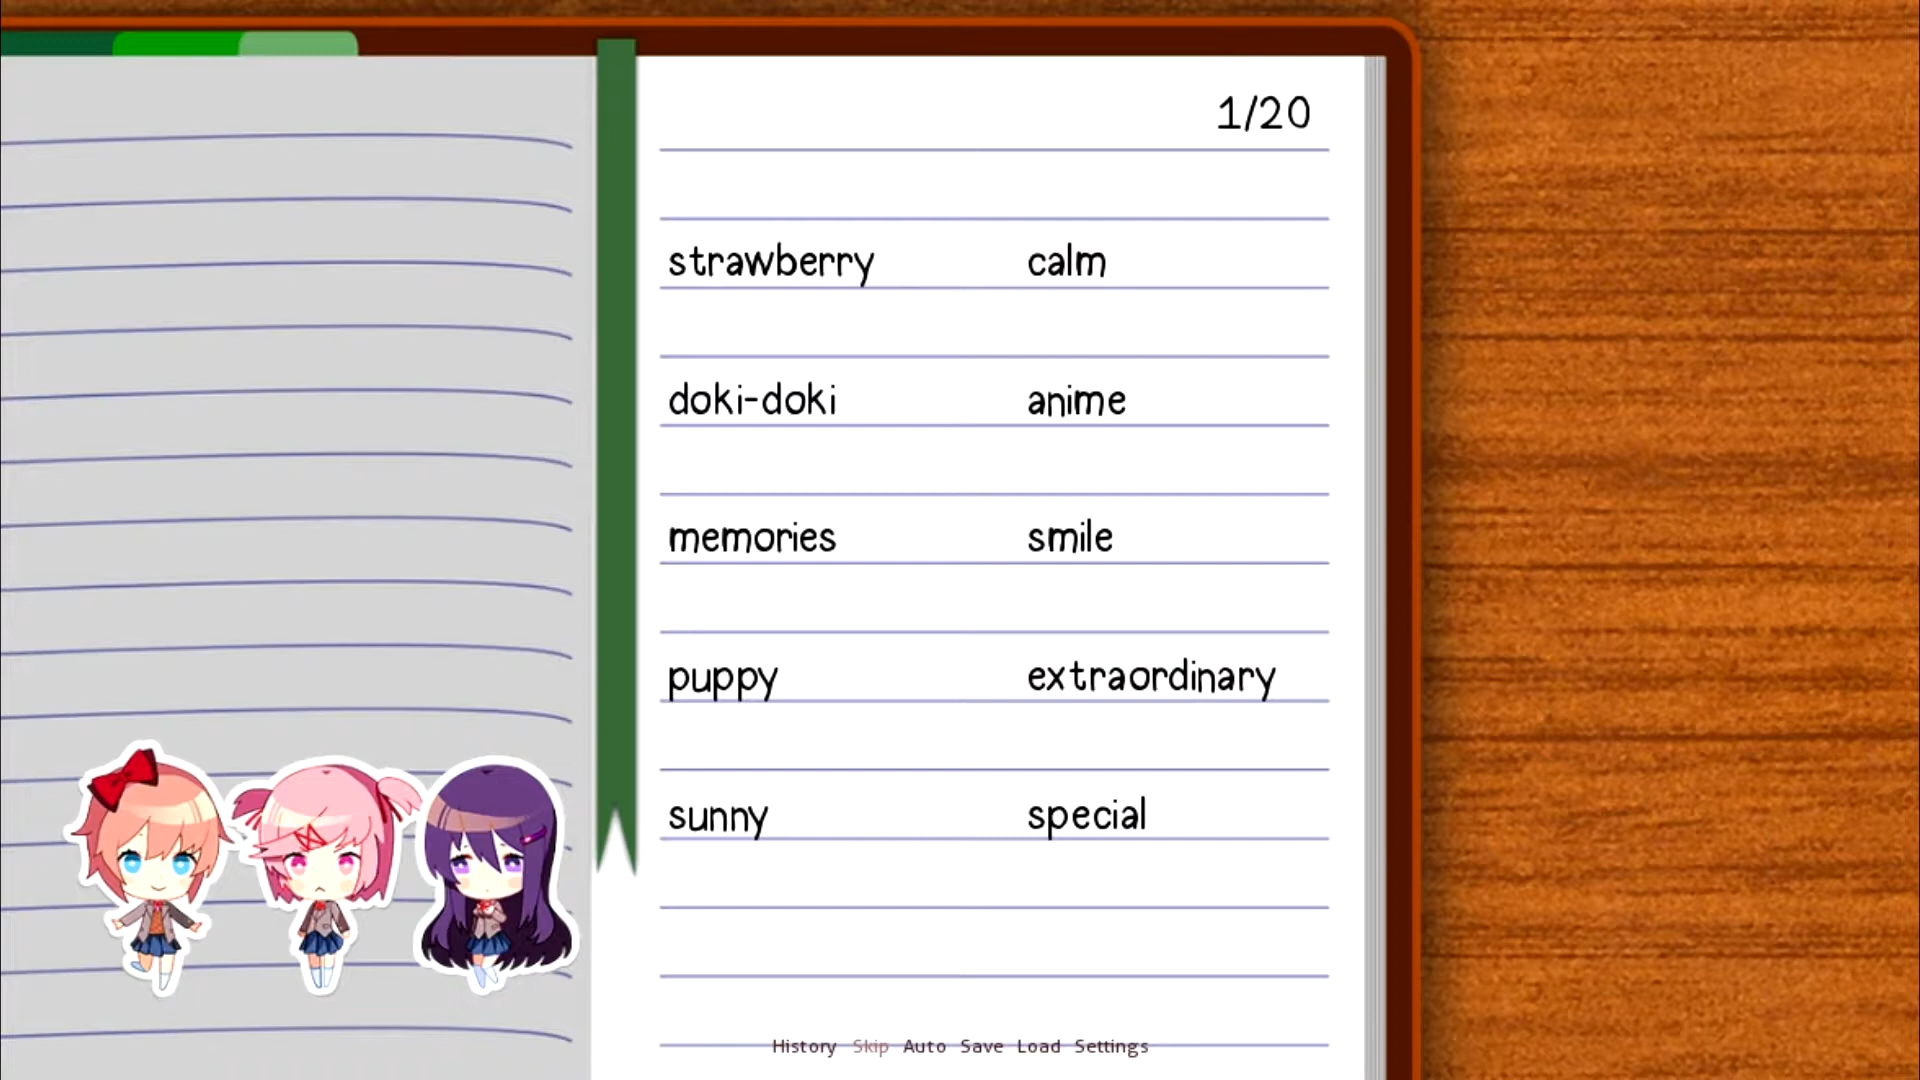 1/20
strawberry calm
doki-doki anime
memories smile
puppy extraordinary
sunny special
History Skip Auto Save Load Settings